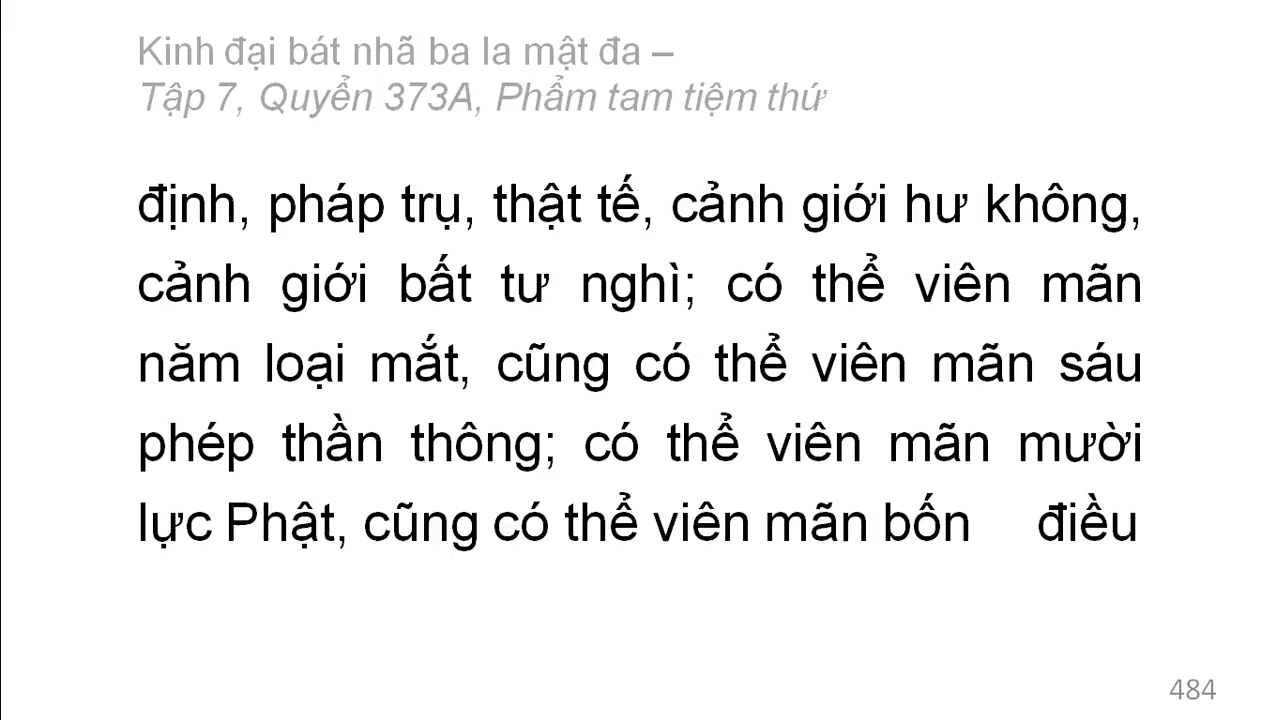 Kinh đại bát nhã ba la mật đa –
Tập 7, Quyển 373A, Phẩm tam tiệm thứ
định, pháp trụ, thật tế, cảnh giới hư không,
cảnh giới bất tư nghì; có thể viên mãn
năm loại mắt, cũng có thể viên mãn sáu
phép thần thông; có thể viên mãn mười
lực Phật, cũng có thể viên mãn bốn điều
484